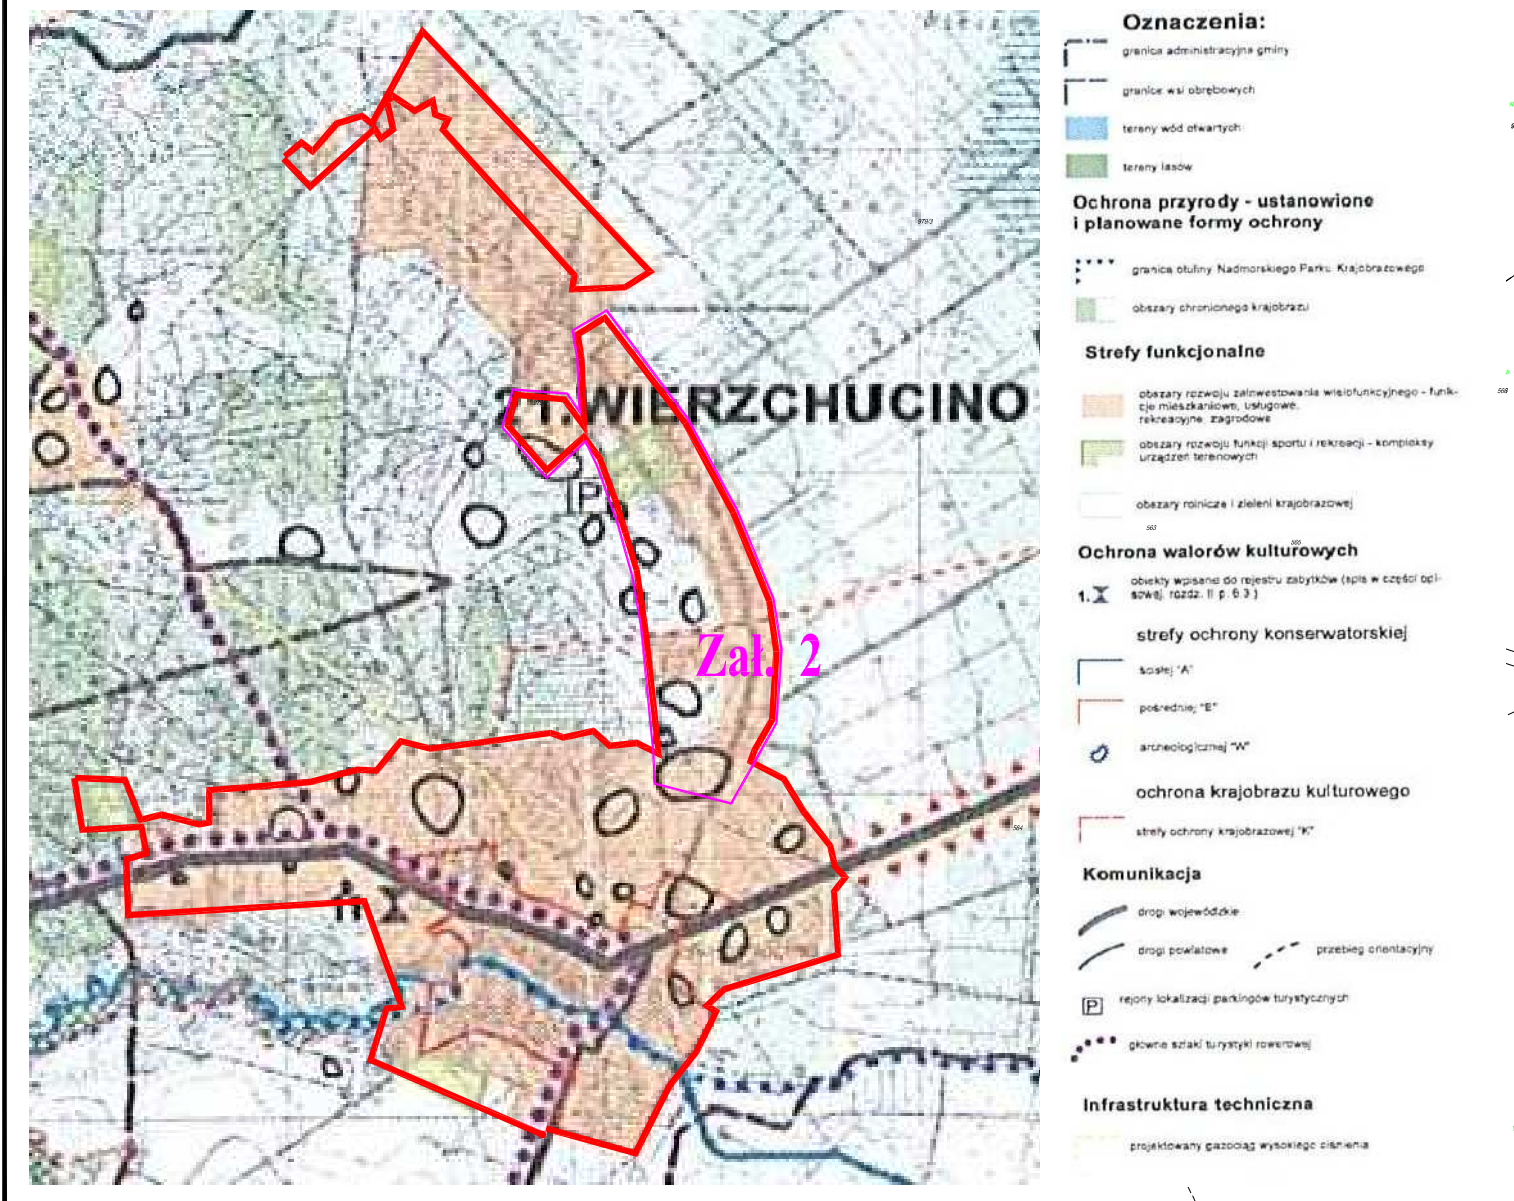 21. WIERZCHUCINO
P
Zał. 2
Oznaczenia:
granica administracyjna gminy
granice wsi obrębowych
tereny wód otwartych
tereny lasów
Ochrona przyrody - ustanowione
i planowane formy ochrony
granica otuliny Nadmorskiego Parku Krajobrazowego
obszary chronionego krajobrazu
Strefy funkcjonalne
obszary rozwoju zainwestowania wielofunkcyjnego - funk-
cje mieszkaniowe, usługowe,
rekreacyjne, zagrodowe
obszary rozwoju funkcji sportu i rekreacji - kompleksy
urządzeń terenowych
obszary rolnicze i zieleni krajobrazowej
563
565
Ochrona walorów kulturowych
1.
obiekty wpisane do rejestru zabytków (spis w części opi-
sowej, rozdz. II p. 6.3 )
strefy ochrony konserwatorskiej
ścisłej "A"
pośredniej "B"
archeologicznej "W"
ochrona krajobrazu kulturowego
strefy ochrony krajobrazowej "K"
Komunikacja
drogi wojewódzkie
drogi powiatowe
przebieg orientacyjny
P
rejony lokalizacji parkingów turystycznych
główne szlaki turystyki rowerowej
Infrastruktura techniczna
projektowany gazociąg wysokiego ciśnienia
564
568